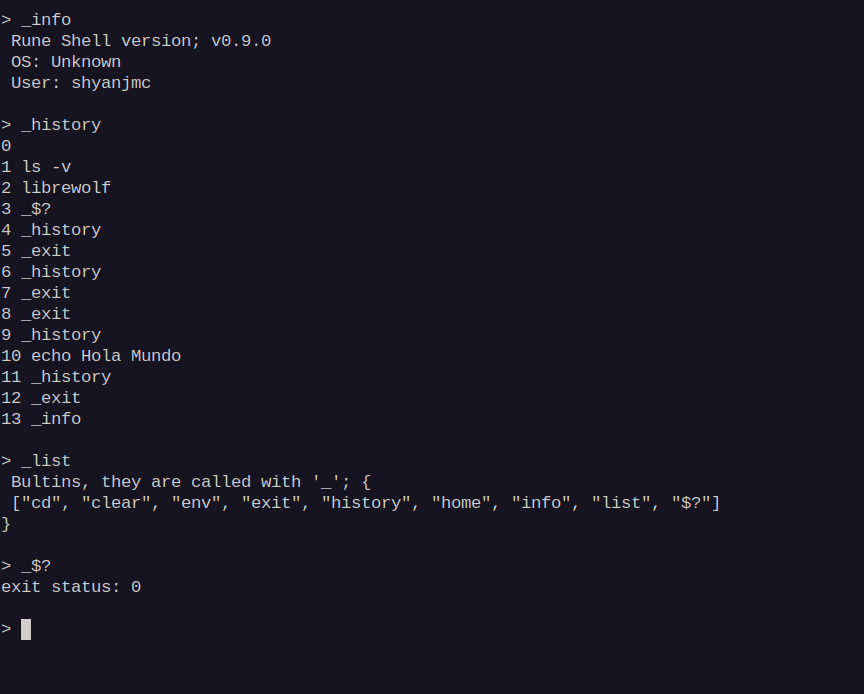 > _info
 Rune Shell version; v0.9.0
 OS: Unknown
 User: shyanjmc
> _history
0
1 ls -v
2 librewolf
3 _$?
4 _history
5 _exit
6 _history
7 _exit
8 _exit
9 _history
10 echo Hola Mundo
11 _history
12 _exit
13 _info
> _list
 Bultins, they are called with '_'; {
 ["cd", "clear", "env", "exit", "history", "home", "info", "list", "$?"]
}
> _$?
exit status: 0
>